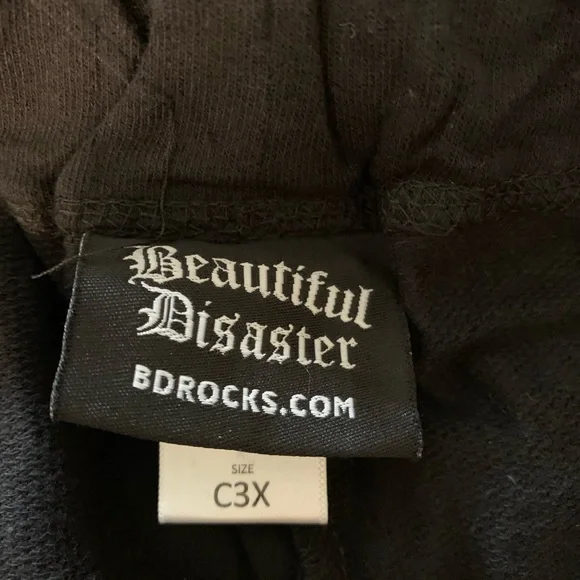 Beautiful
Disaster
BDROCKS.COM
SIZE
C3X